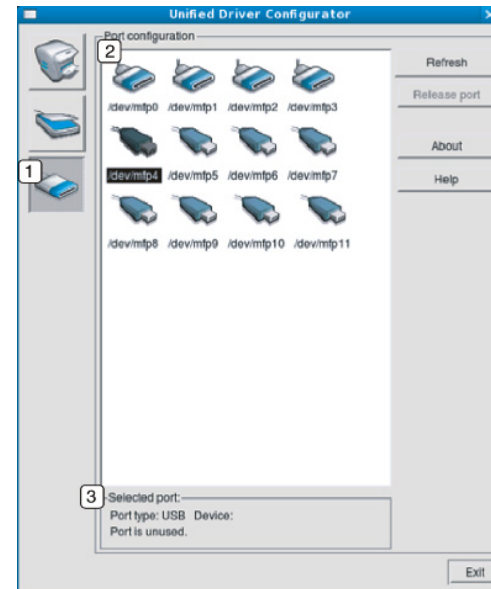 Unified Driver Configurator
Port configuration
2
/dev/mfp0 /dev/mfp1 /dev/mfp2 /dev/mfp3
/dev/mfp4 /dev/mfp5 /dev/mfp6 /dev/mfp7
/dev/mfp8 /dev/mfp9 /dev/mfp10 /dev/mfp11
1
Refresh
Release port
About
Help
3
Selected port:
Port type: USB Device:
Port is unused.
Exit